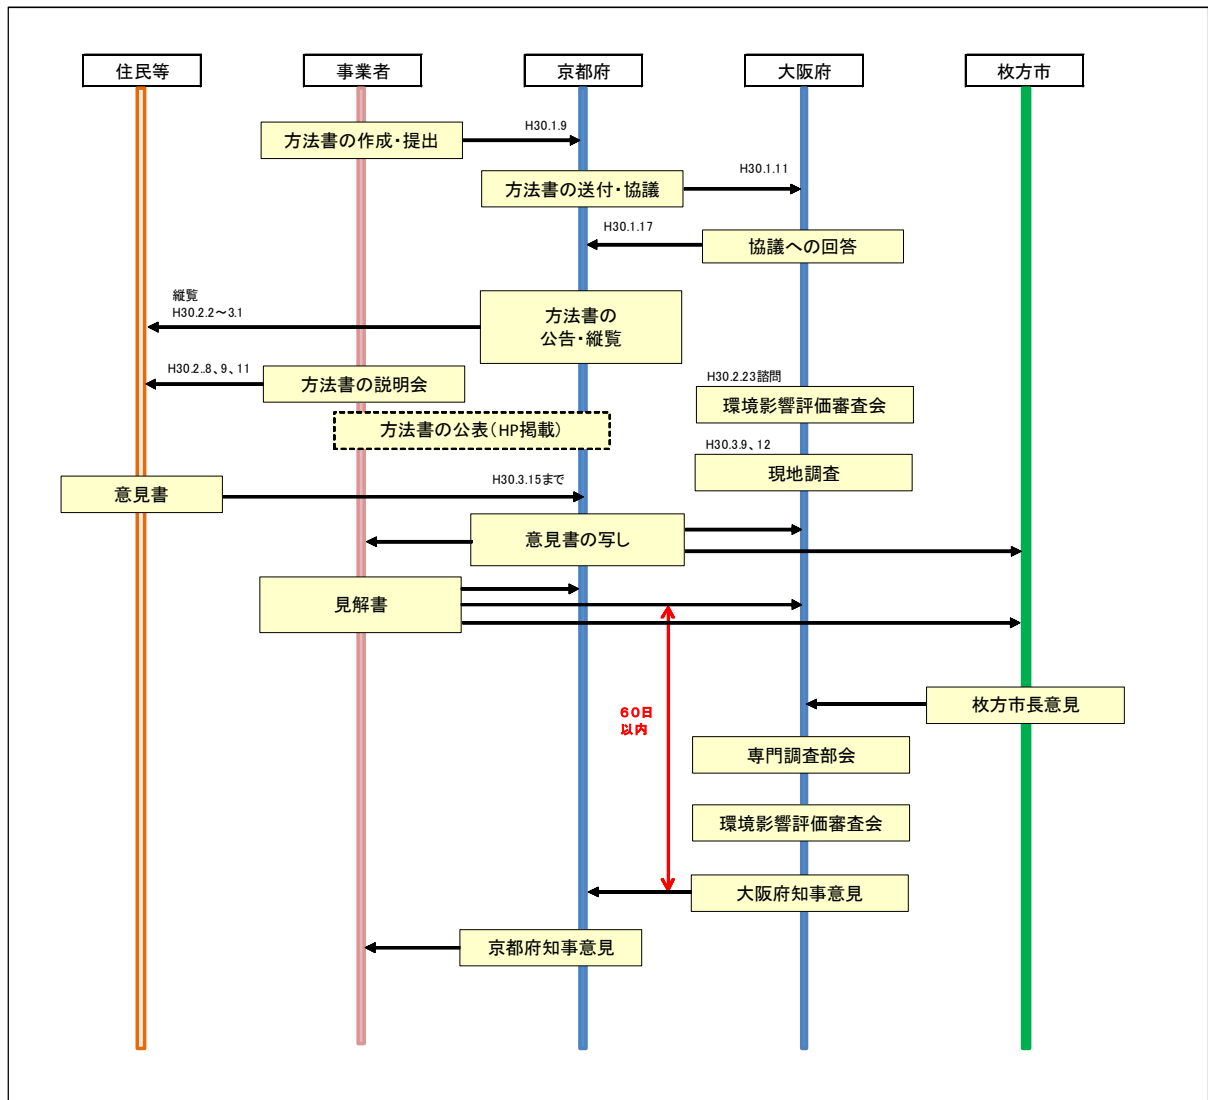 住民等
事業者
京都府
大阪府
枚方市
方法書の作成・提出
H30.1.9
方法書の送付・協議
H30.1.11
H30.1.17
協議への回答
縦覧
H30.2.2～3.1
方法書の
公告・縦覧
H30.2..8、9、11
方法書の説明会
H30.2.23諮問
環境影響評価審査会
方法書の公表（HP掲載）
H30.3.9、12
現地調査
意見書
H30.3.15まで
意見書の写し
見解書
60日
以内
枚方市長意見
専門調査部会
環境影響評価審査会
大阪府知事意見
京都府知事意見